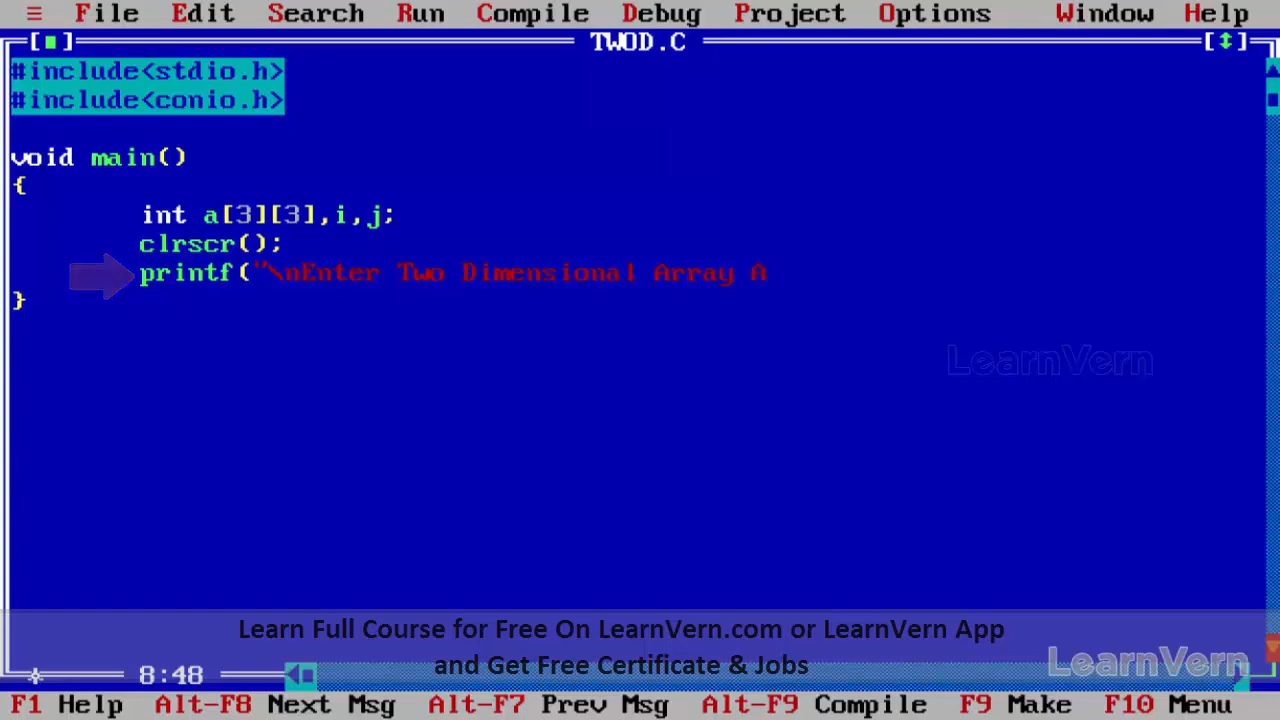 ≡ File Edit Search Run Compile Debug Project Options Window Help
[■] TWOD.C [↕]
#include<stdio.h>
#include<conio.h>
void main()
{
int a[3][3],i,j;
clrscr();
printf("\nEnter Two Dimensional Array A
}
LearnVern
Learn Full Course for Free On LearnVern.com or LearnVern App
and Get Free Certificate & Jobs
LearnVern
8:48
F1 Help Alt-F8 Next Msg Alt-F7 Prev Msg Alt-F9 Compile F9 Make F10 Menu